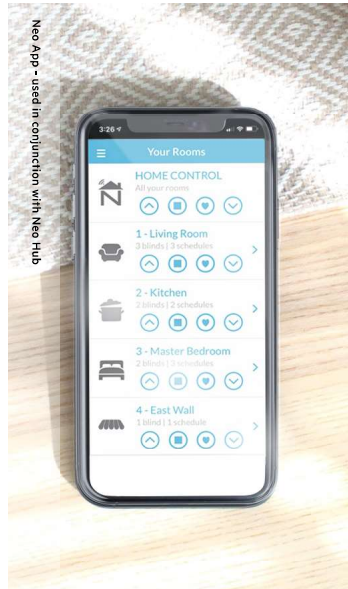 Neo App - used in conjunction with Neo Hub
3:26
Your Rooms
HOME CONTROL
All your rooms
1 - Living Room
3 blinds | 3 schedules
2 - Kitchen
2 blinds | 2 schedules
3 - Master Bedroom
2 blinds | 3 schedules
4 - East Wall
1 blind | 1 schedule